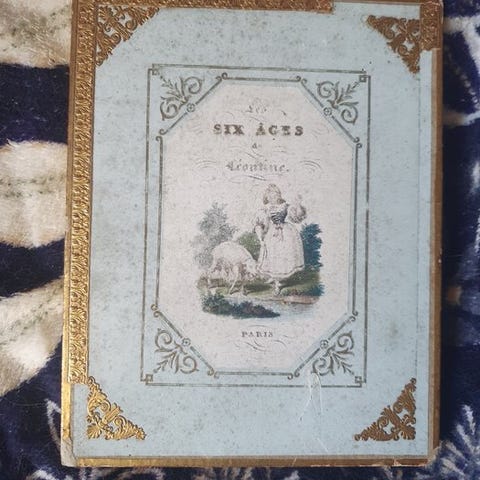 Les
SIX ÂGES
de
Léontine.
PARIS